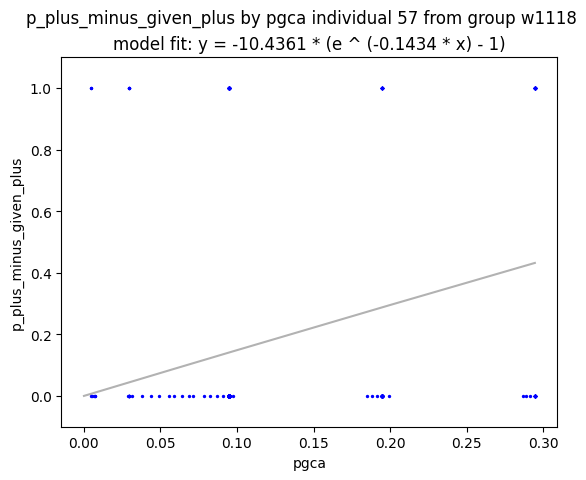 p_plus_minus_given_plus by pgca individual 57 from group w1118
model fit: y = -10.4361 * (e ^ (-0.1434 * x) - 1)
1.0
0.8
0.6
0.4
0.2
0.0
p_plus_minus_given_plus
0.00 0.05 0.10 0.15 0.20 0.25 0.30
pgca